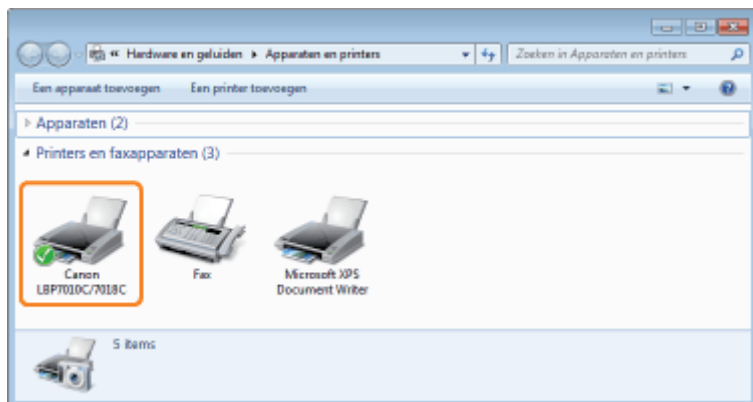 « Hardware en geluiden ▸ Apparaten en printers
Zoeken in Apparaten en printers
Een apparaat toevoegen Een printer toevoegen
Apparaten (2)
Printers en faxapparaten (3)
Canon
LBP7010C/7018C
Fax
Microsoft XPS
Document Writer
5 items